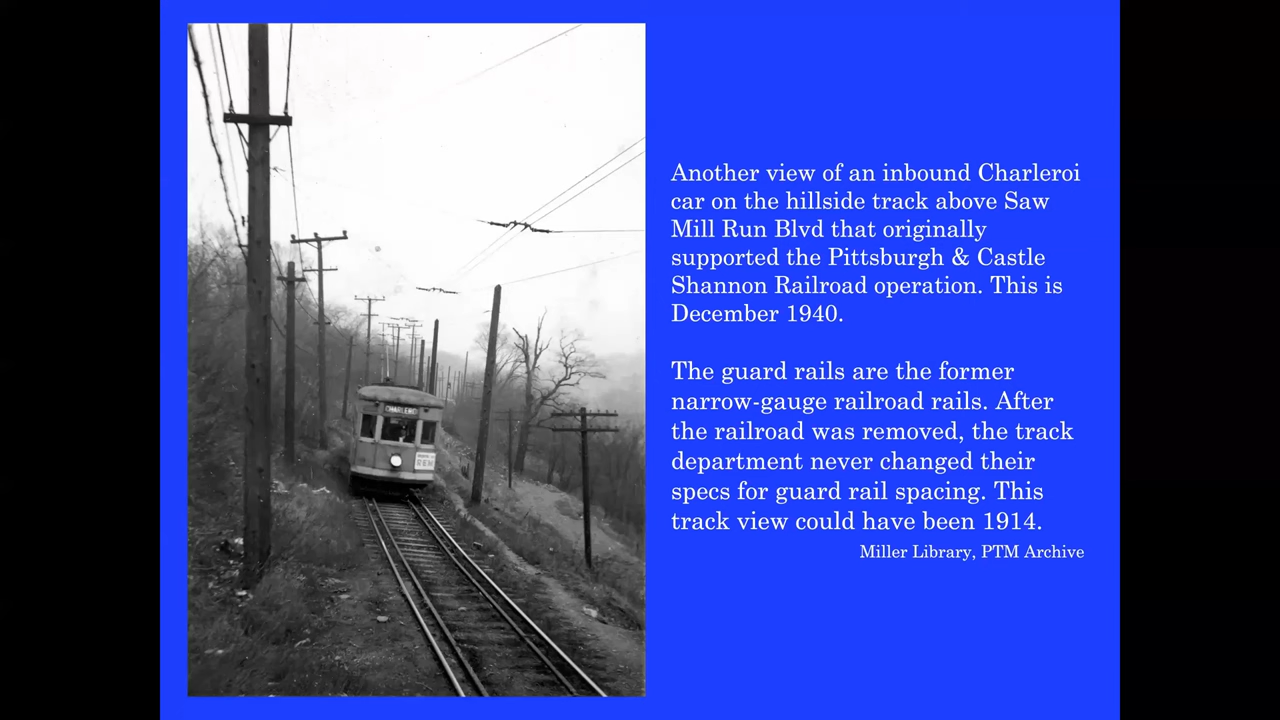 Another view of an inbound Charleroi
car on the hillside track above Saw
Mill Run Blvd that originally
supported the Pittsburgh & Castle
Shannon Railroad operation. This is
December 1940.
The guard rails are the former
narrow-gauge railroad rails. After
the railroad was removed, the track
department never changed their
specs for guard rail spacing. This
track view could have been 1914.
Miller Library, PTM Archive
CHARLEROI